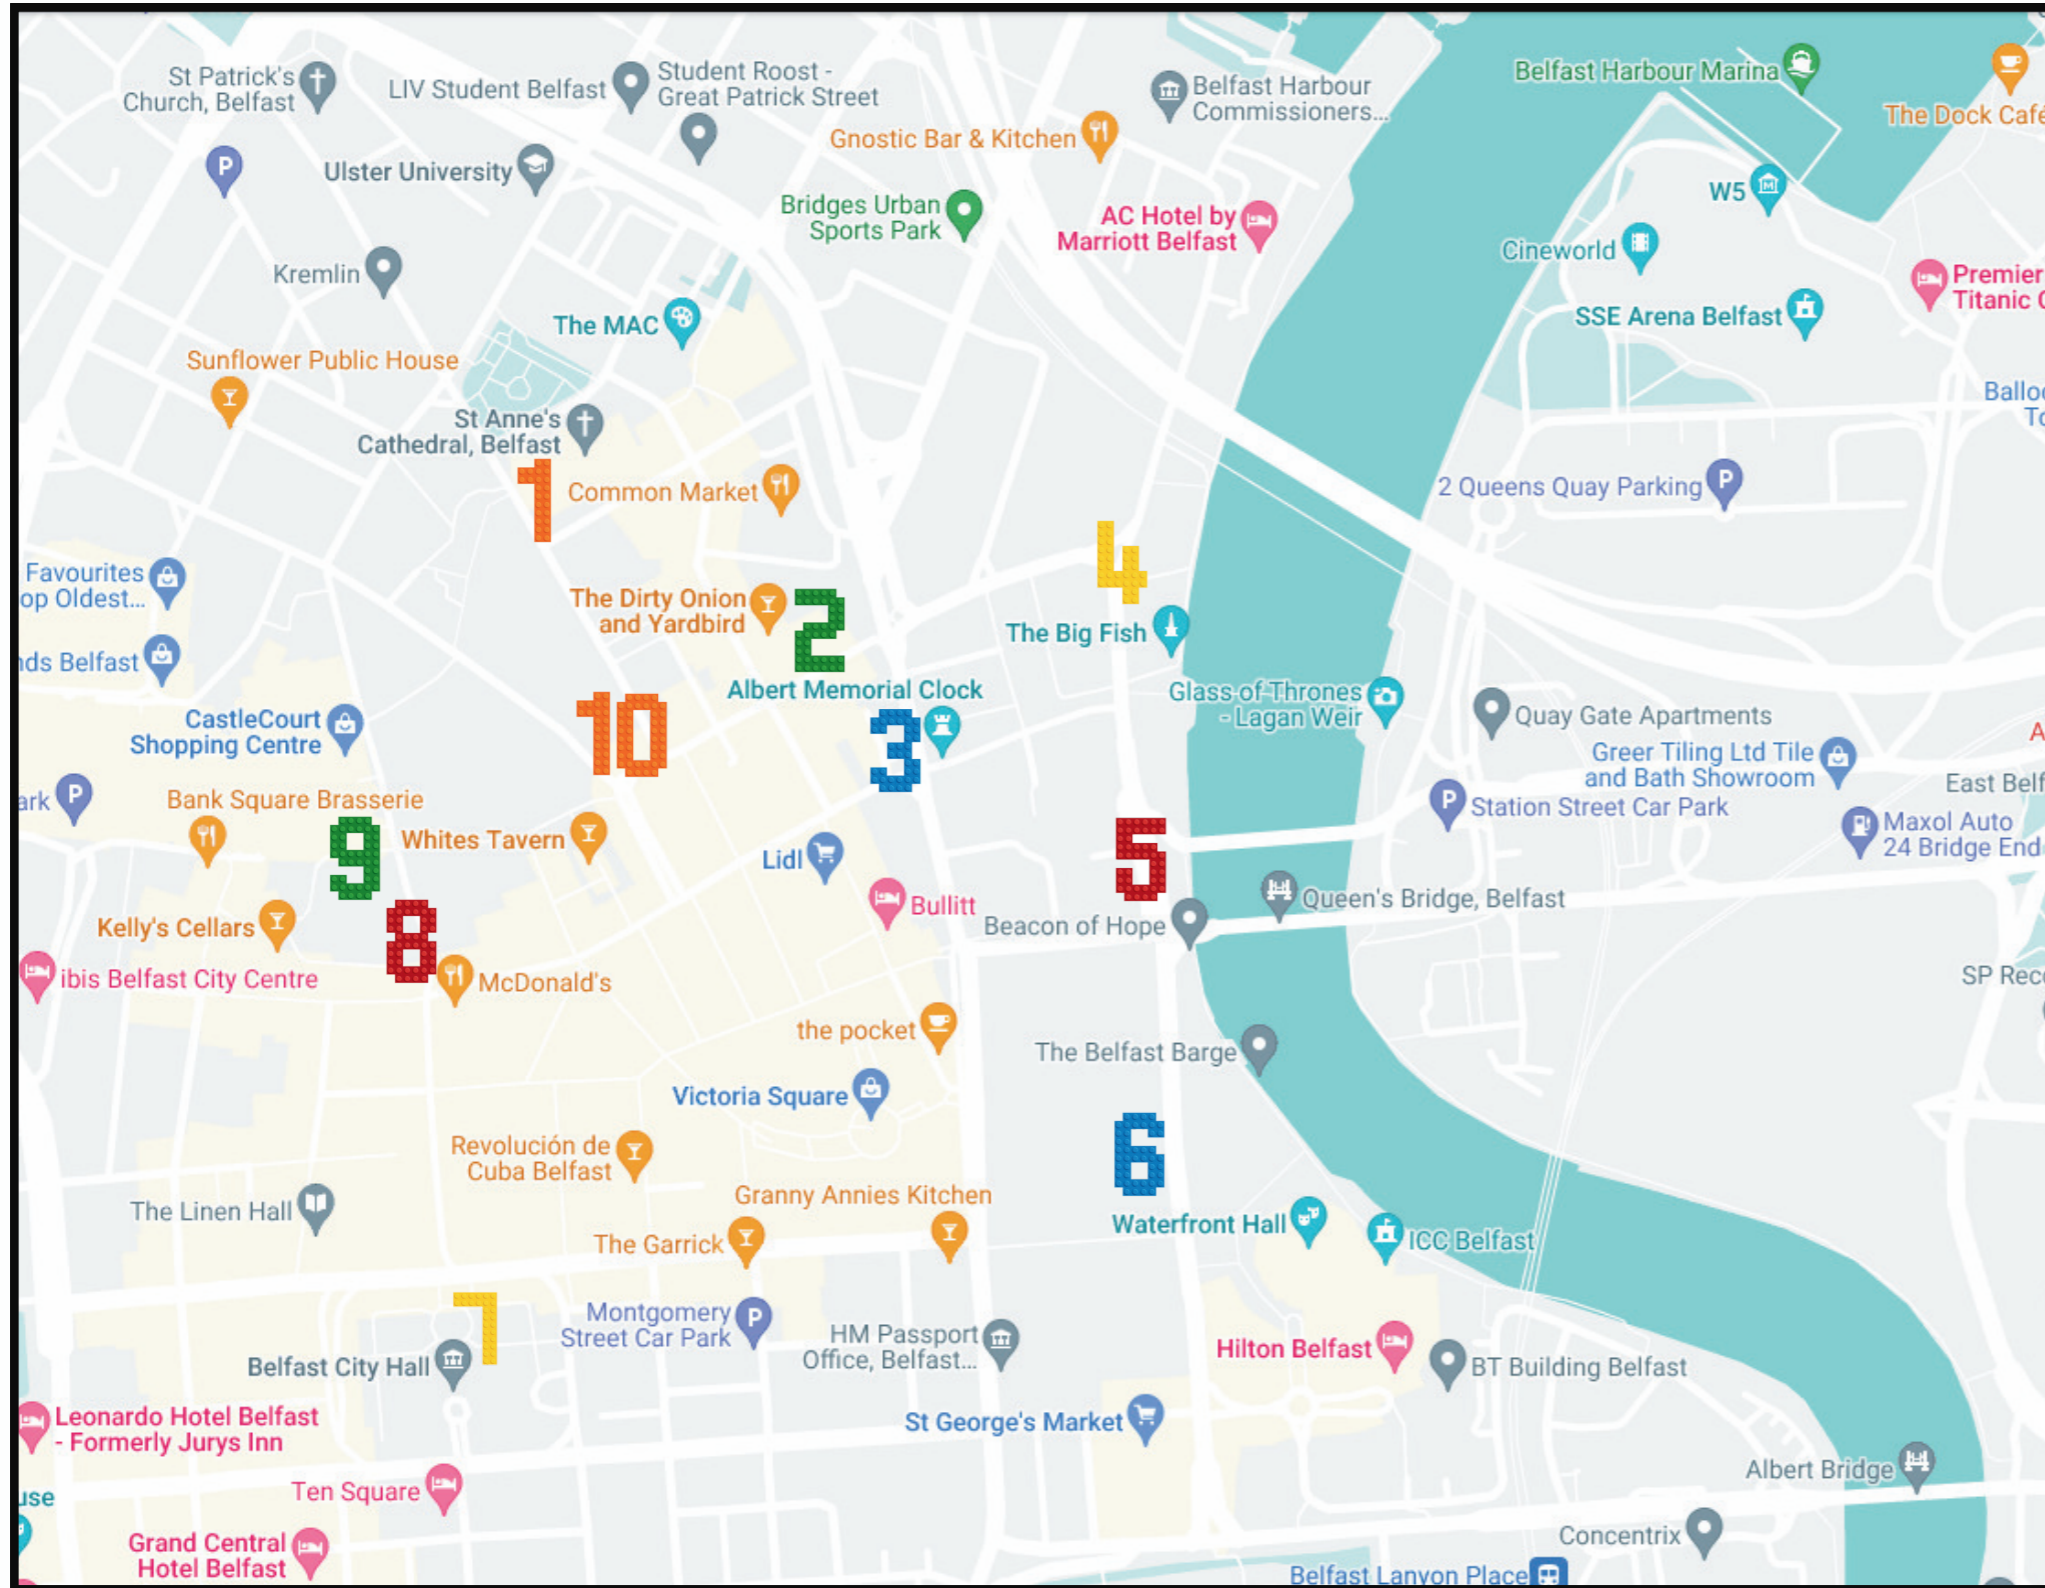 St Patrick's
Church, Belfast
LIV Student Belfast
Student Roost -
Great Patrick Street
Belfast Harbour
Commissioners...
Belfast Harbour Marina
The Dock Café
P
Ulster University
Gnostic Bar & Kitchen
Bridges Urban
Sports Park
AC Hotel by
Marriott Belfast
W5
Cineworld
Kremlin
The MAC
SSE Arena Belfast
Premier
Titanic
Sunflower Public House
St Anne's
Cathedral, Belfast
1
Common Market
2 Queens Quay Parking
P
4
Favourites
op Oldest...
The Dirty Onion
and Yardbird
2
The Big Fish
nds Belfast
Albert Memorial Clock
3
Glass of Thrones
- Lagan Weir
Quay Gate Apartments
CastleCourt
Shopping Centre
10
Greer Tiling Ltd Tile
and Bath Showroom
East Belf
ark
P
Bank Square Brasserie
9
Whites Tavern
Lidl
5
P
Station Street Car Park
Maxol Auto
24 Bridge End
Kelly's Cellars
8
Bullitt
Beacon of Hope
Queen's Bridge, Belfast
ibis Belfast City Centre
McDonald's
SP Rec
the pocket
The Belfast Barge
Victoria Square
6
Revolución de
Cuba Belfast
The Linen Hall
Granny Annies Kitchen
The Garrick
Waterfront Hall
ICC Belfast
7
Montgomery
Street Car Park
P
HM Passport
Office, Belfast...
Belfast City Hall
Hilton Belfast
BT Building Belfast
Leonardo Hotel Belfast
- Formerly Jurys Inn
St George's Market
Ten Square
Albert Bridge
use
Grand Central
Hotel Belfast
Concentrix
Belfast Lanyon Place